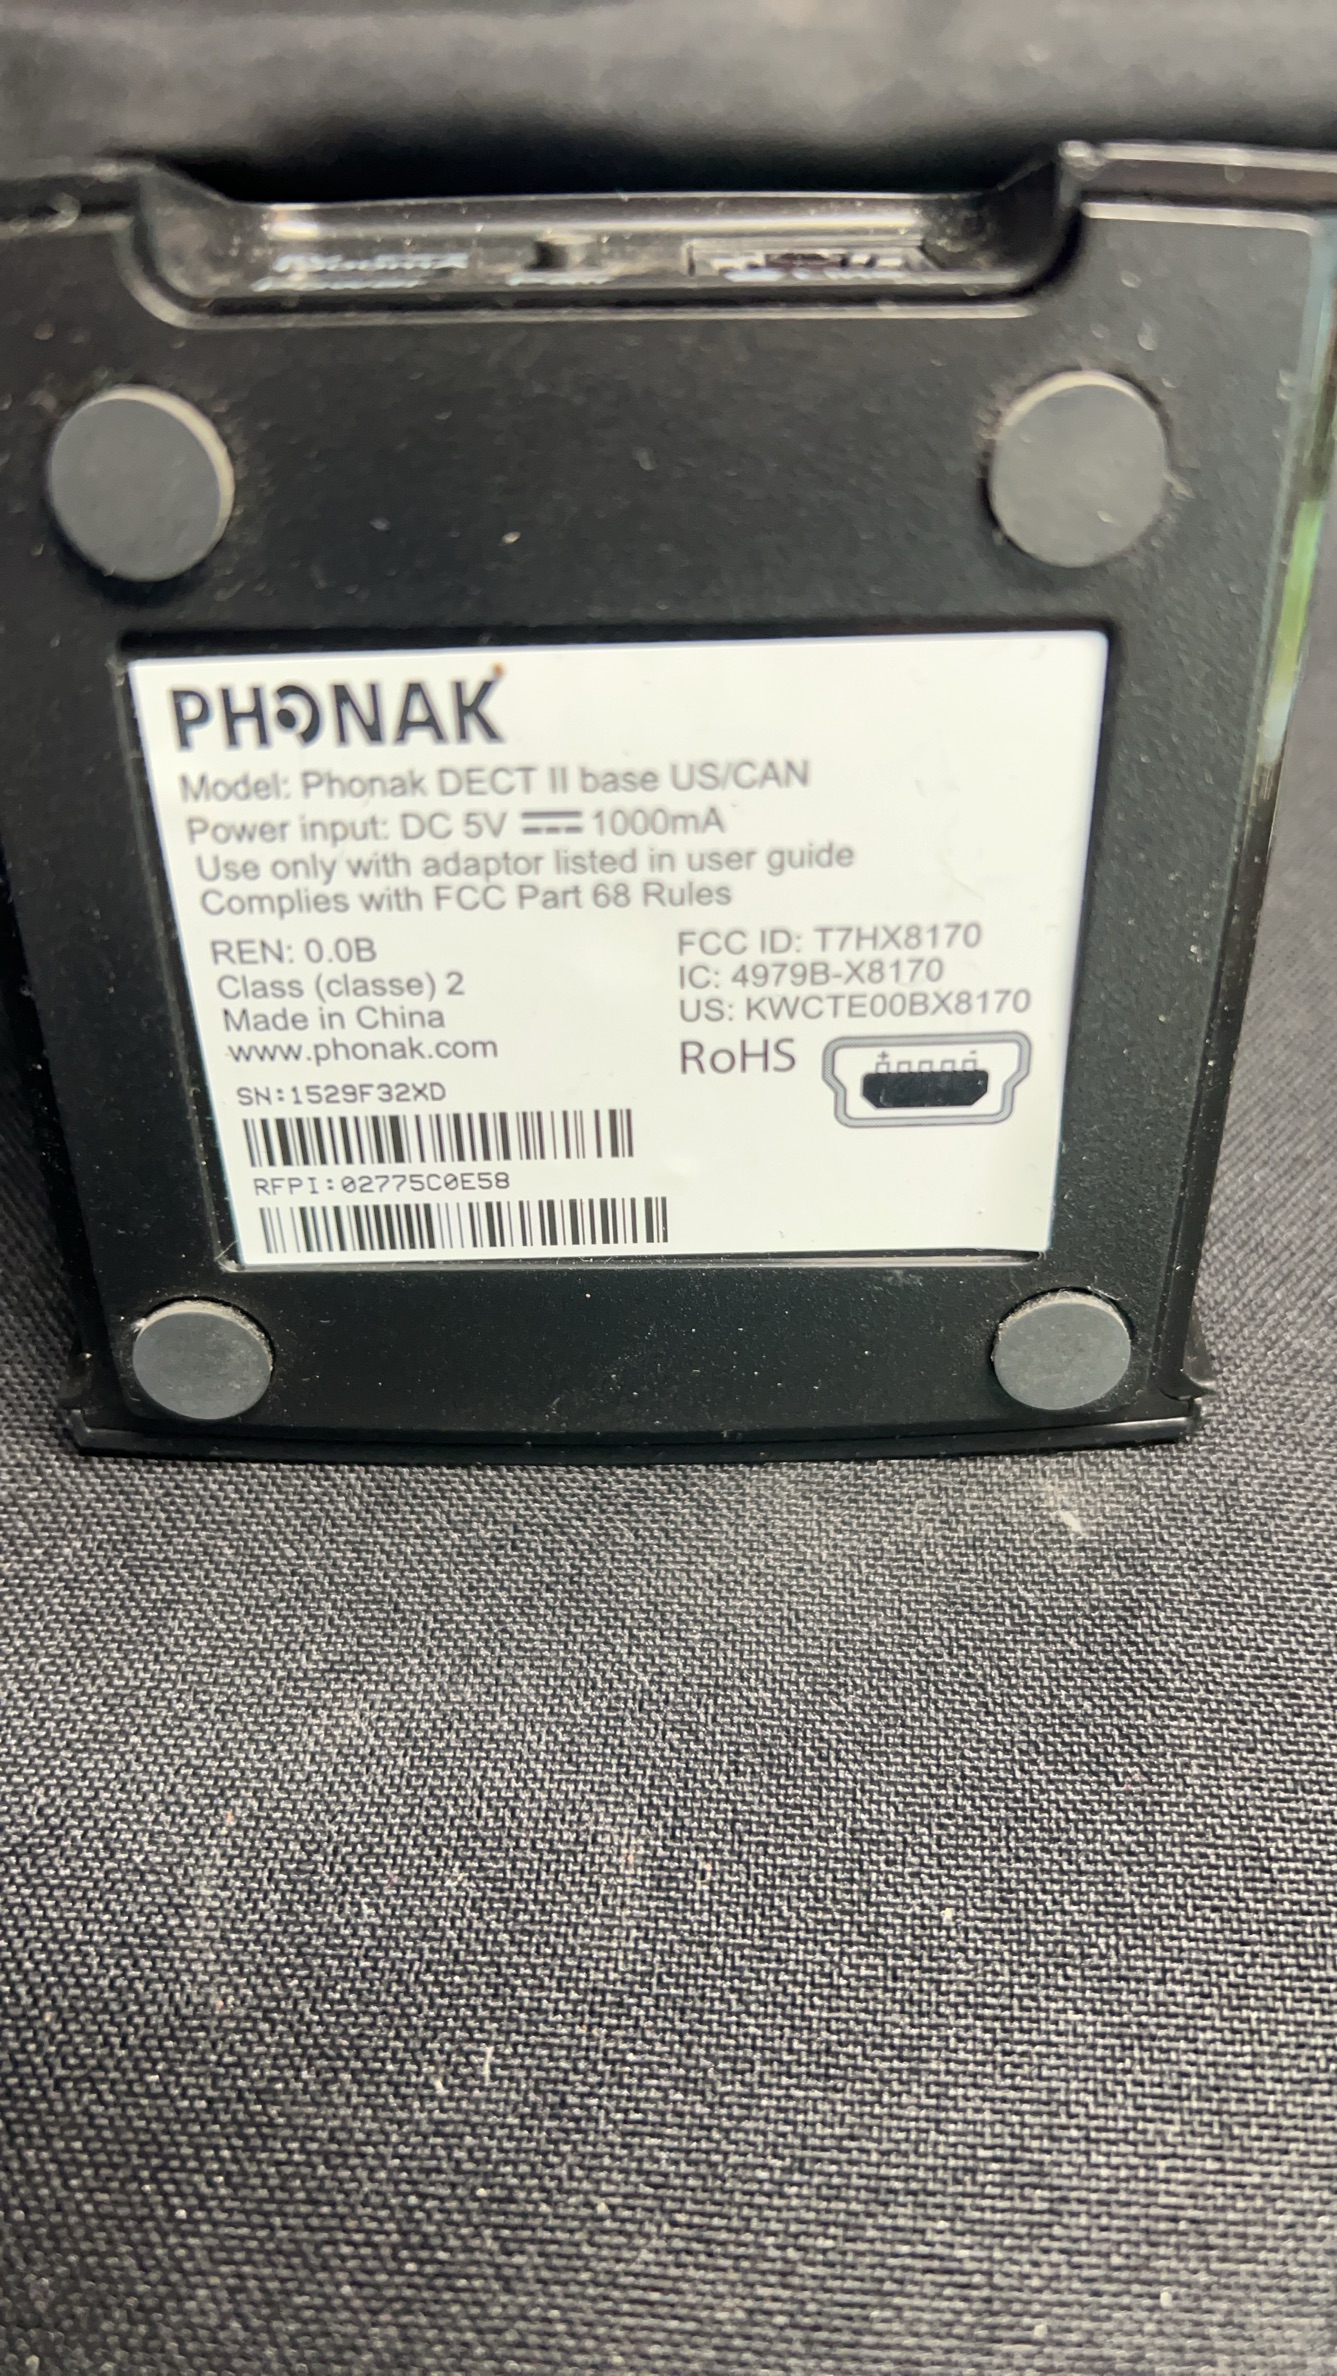 PHONAK
Model: Phonak DECT II base US/CAN
Power input: DC 5V 1000mA
Use only with adaptor listed in user guide
Complies with FCC Part 68 Rules
REN: 0.0B
Class (classe) 2
Made in China
www.phonak.com
FCC ID: T7HX8170
IC: 4979B-X8170
US: KWCTE00BX8170
RoHS
+ -
SN:1529F32XD
RFPI:02775C0E58